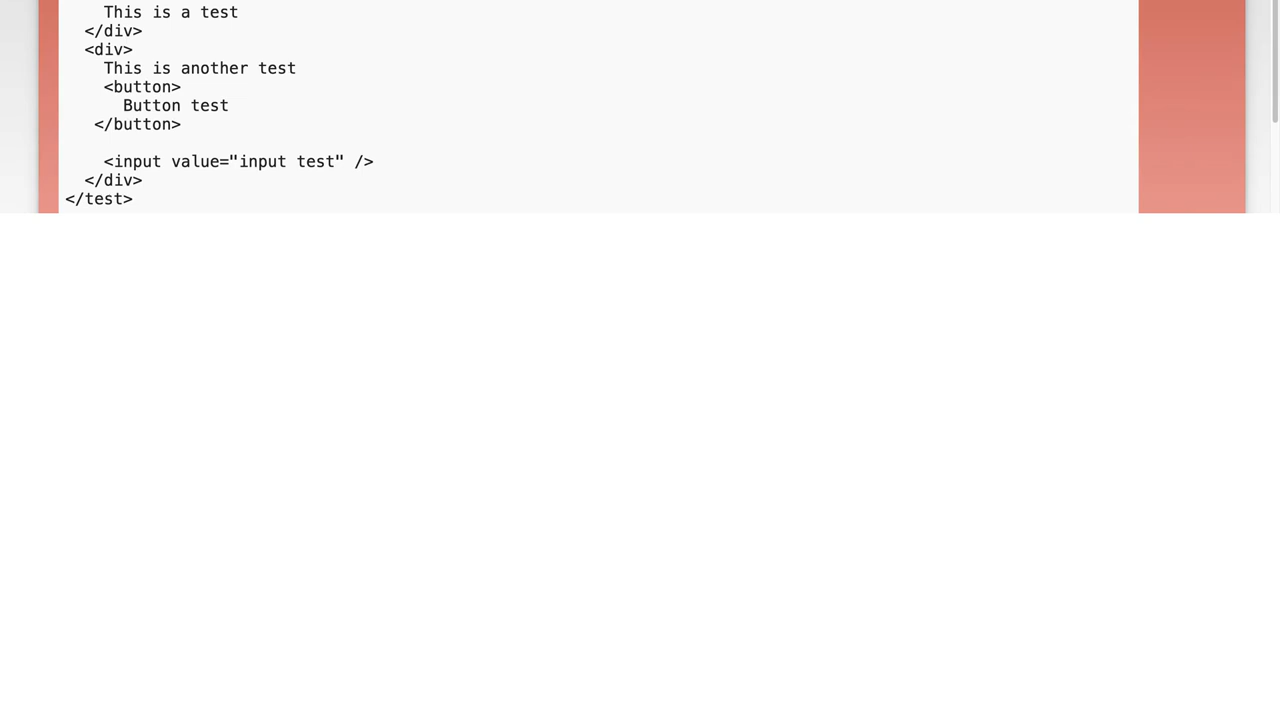 This is a test
</div>
<div>
This is another test
<button>
Button test
</button>
<input value="input test" />
</div>
</test>